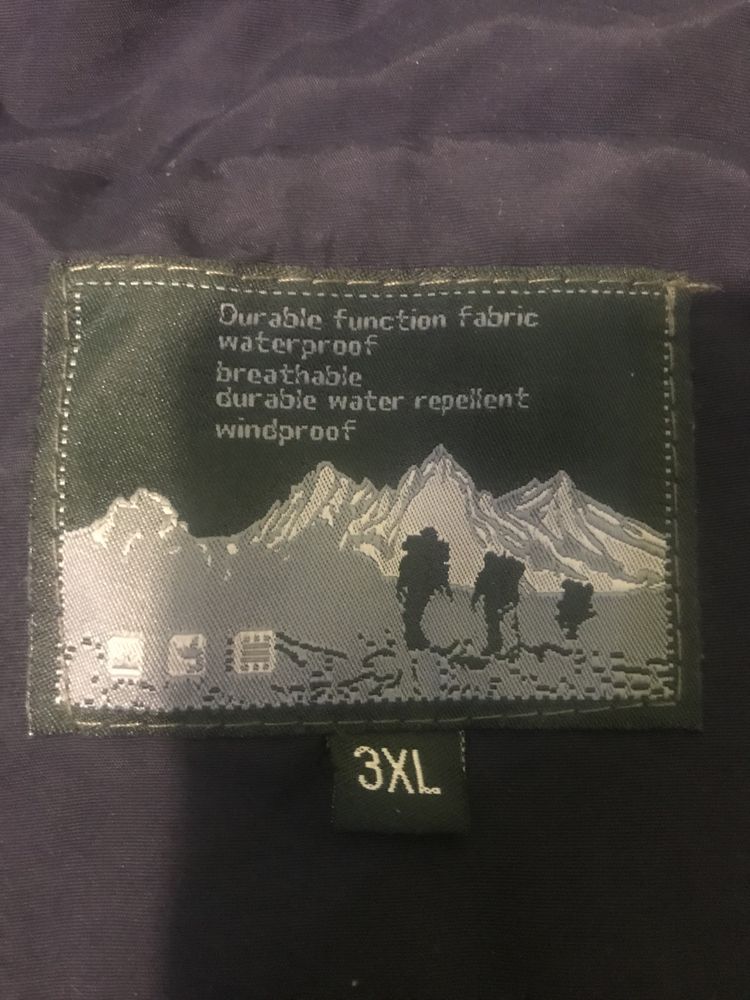 Durable function fabric
waterproof
breathable
durable water repellent
windproof
3XL